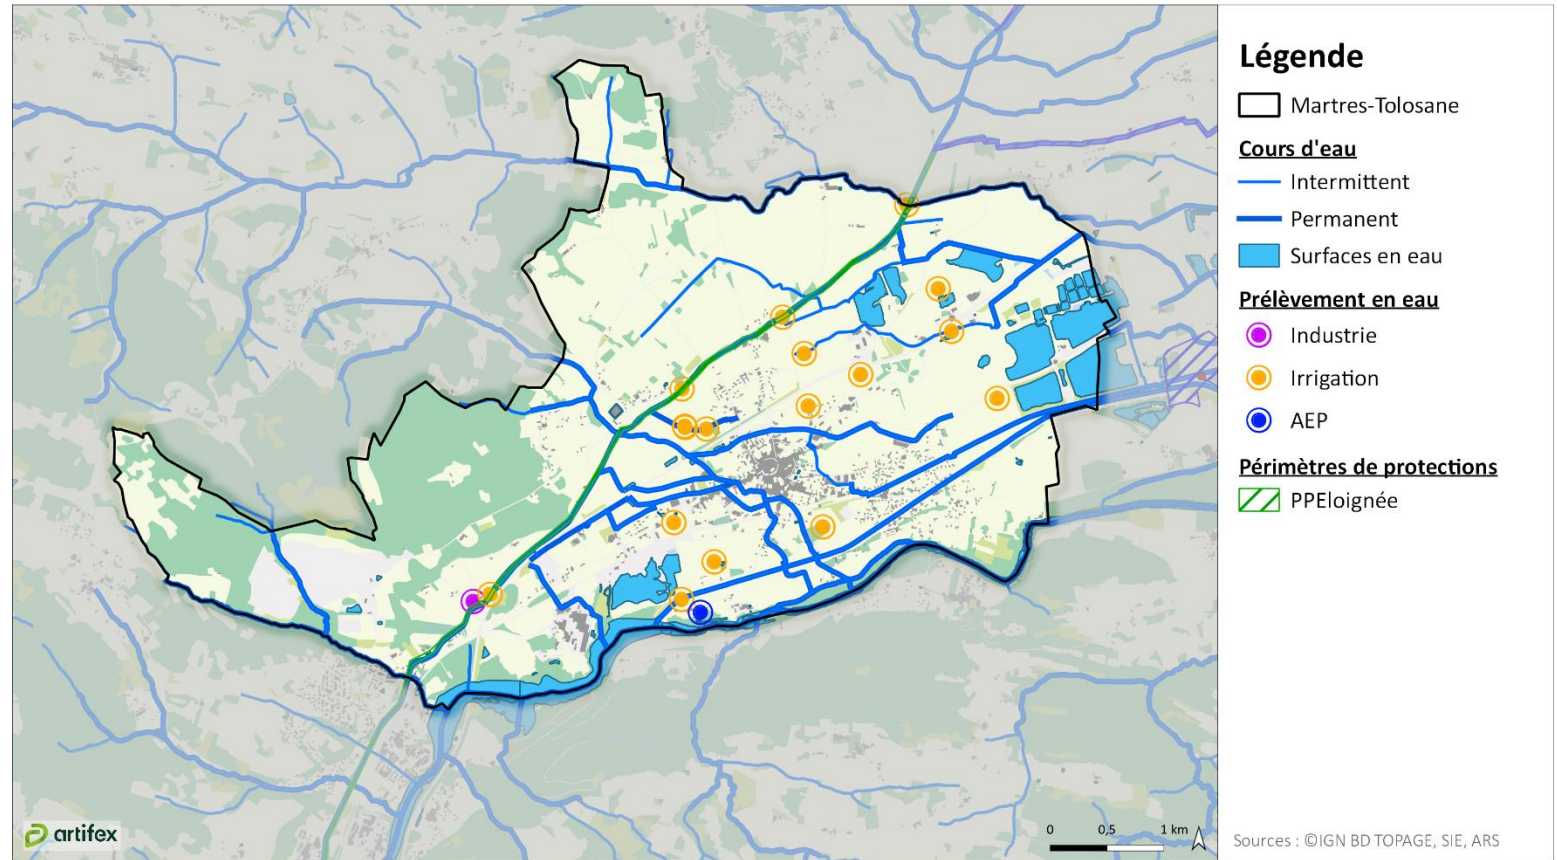 Légende
Martres-Tolosane
Cours d'eau
Intermittent
Permanent
Surfaces en eau
Prélèvement en eau
Industrie
Irrigation
AEP
Périmètres de protections
PPEloignée
artifex
0 0,5 1 km
Sources : ©IGN BD TOPAGE, SIE, ARS